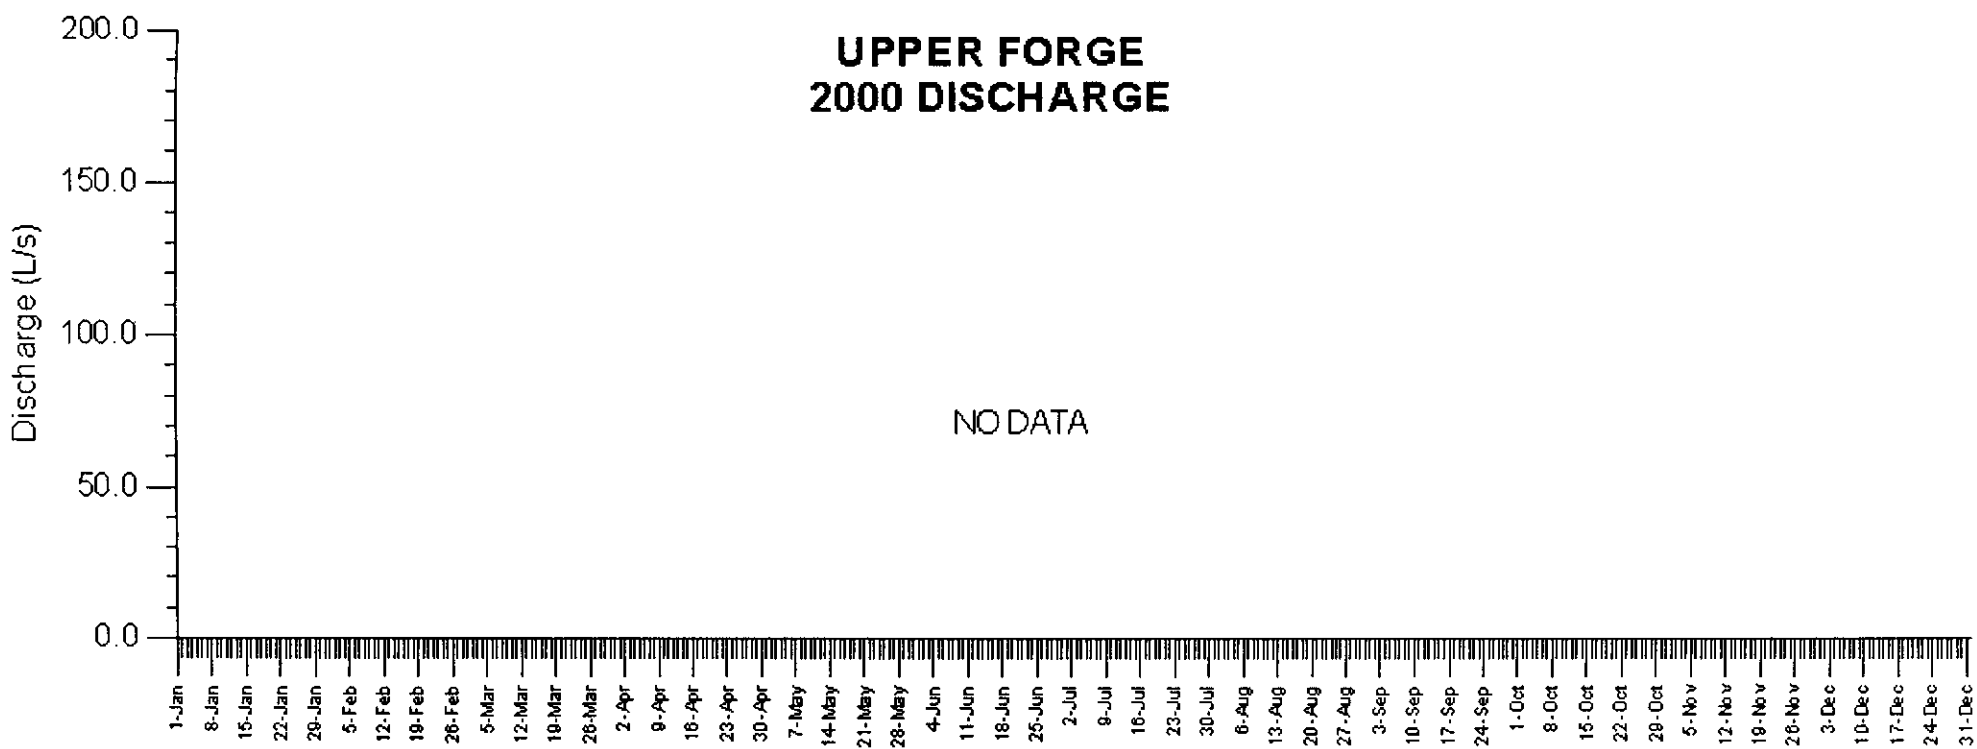 UPPER FORGE
2000 DISCHARGE
200.0
150.0
100.0
50.0
0.0
Discharge (L/s)
NO DATA
1-Jan
8-Jan
15-Jan
22-Jan
29-Jan
5-Feb
12-Feb
19-Feb
26-Feb
5-Mar
12-Mar
19-Mar
26-Mar
2-Apr
9-Apr
16-Apr
23-Apr
30-Apr
7-May
14-May
21-May
28-May
4-Jun
11-Jun
18-Jun
25-Jun
2-Jul
9-Jul
16-Jul
23-Jul
30-Jul
6-Aug
13-Aug
20-Aug
27-Aug
3-Sep
10-Sep
17-Sep
24-Sep
1-Oct
8-Oct
15-Oct
22-Oct
29-Oct
5-Nov
12-Nov
19-Nov
26-Nov
3-Dec
10-Dec
17-Dec
24-Dec
31-Dec